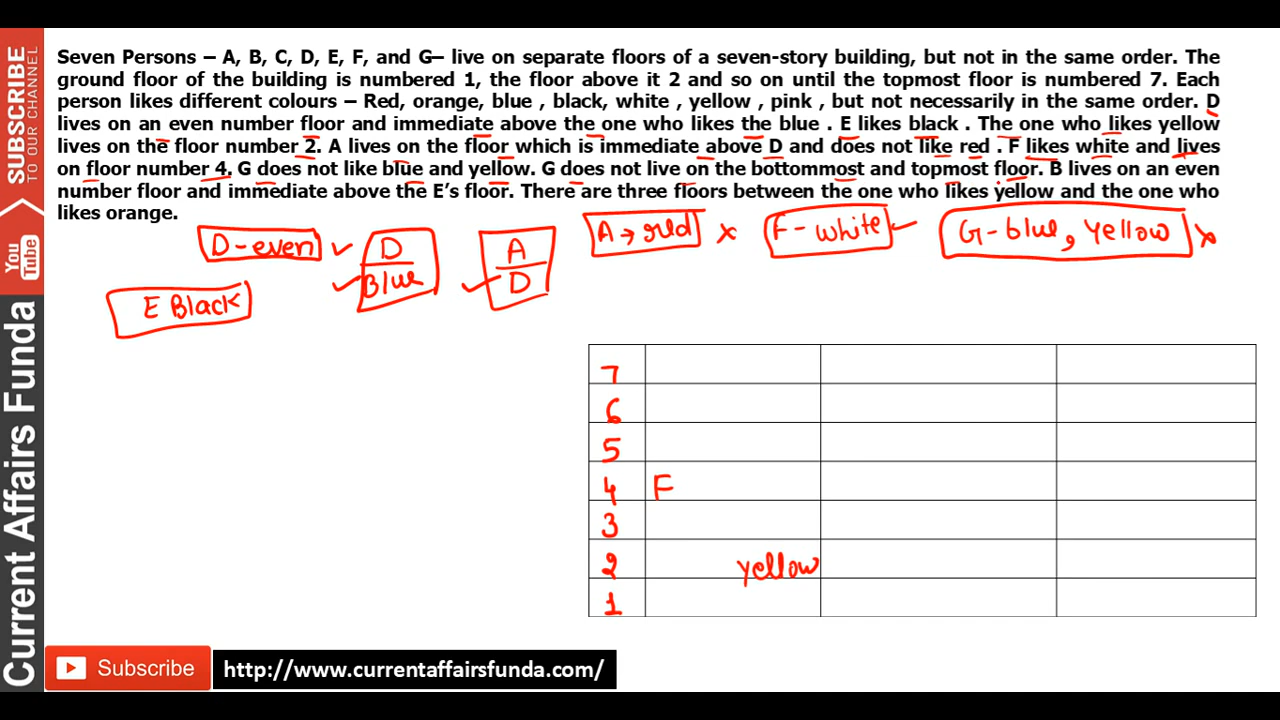 Seven Persons – A, B, C, D, E, F, and G– live on separate floors of a seven-story building, but not in the same order. The
ground floor of the building is numbered 1, the floor above it 2 and so on until the topmost floor is numbered 7. Each
person likes different colours – Red, orange, blue , black, white , yellow , pink , but not necessarily in the same order. D
lives on an even number floor and immediate above the one who likes the blue . E likes black . The one who likes yellow
lives on the floor number 2. A lives on the floor which is immediate above D and does not like red . F likes white and lives
on floor number 4. G does not like blue and yellow. G does not live on the bottommost and topmost floor. B lives on an even
number floor and immediate above the E's floor. There are three floors between the one who likes yellow and the one who
likes orange.
D-even
D
Blue
A
D
A → red
F - white
G - blue, yellow
E Black
7
6
5
4 F
3
2 yellow
1
SUBSCRIBE
TO OUR CHANNEL
You
Tube
Current Affairs Funda
Subscribe
http://www.currentaffairsfunda.com/